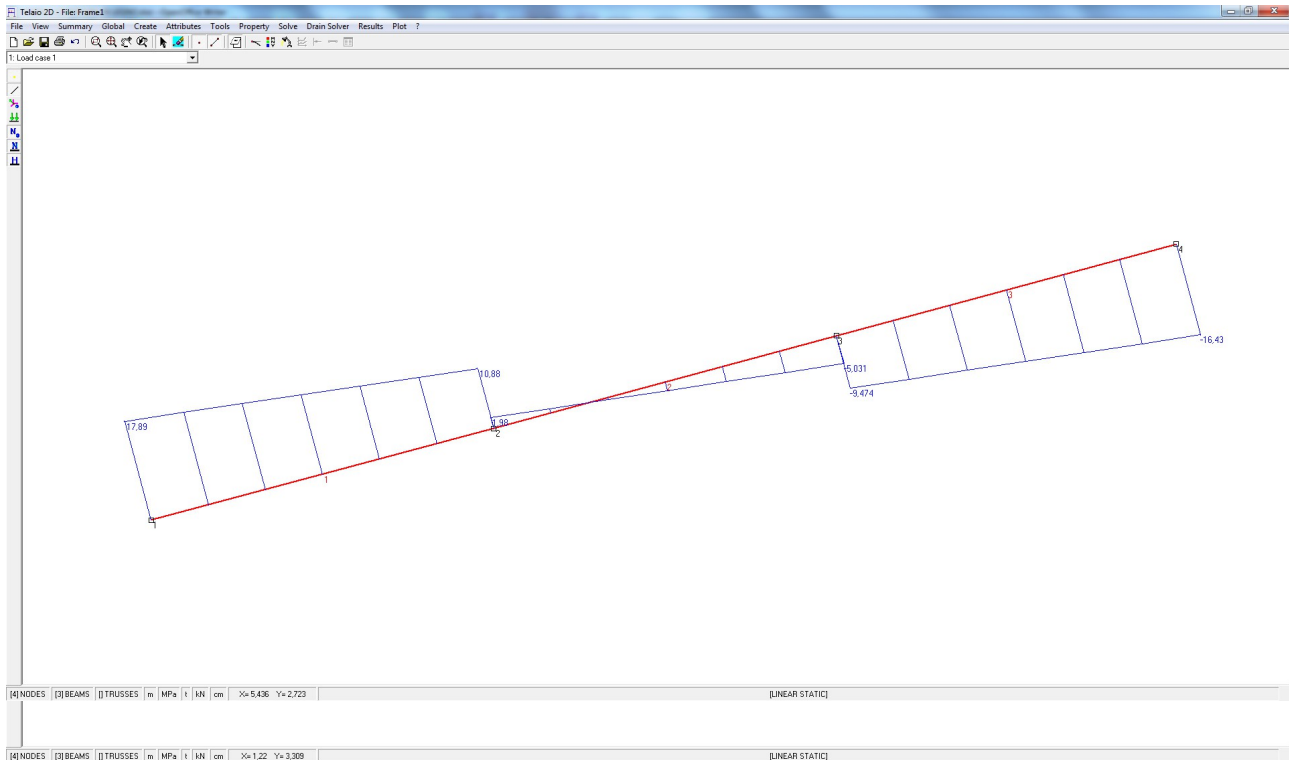 Telaio 2D - File: Frame1
File View Summary Global Create Attributes Tools Property Solve Drain Solver Results Plot ?
1: Load case 1
4
3
-16,43
3
-5,031
10,88
2
-9,474
17,89
1,98
2
1
1
[4] NODES [3] BEAMS [] TRUSSES m MPa t kN cm X= 5,436 Y= 2,723 [LINEAR STATIC]
[4] NODES [3] BEAMS [] TRUSSES m MPa t kN cm X= 1,22 Y= 3,309 [LINEAR STATIC]